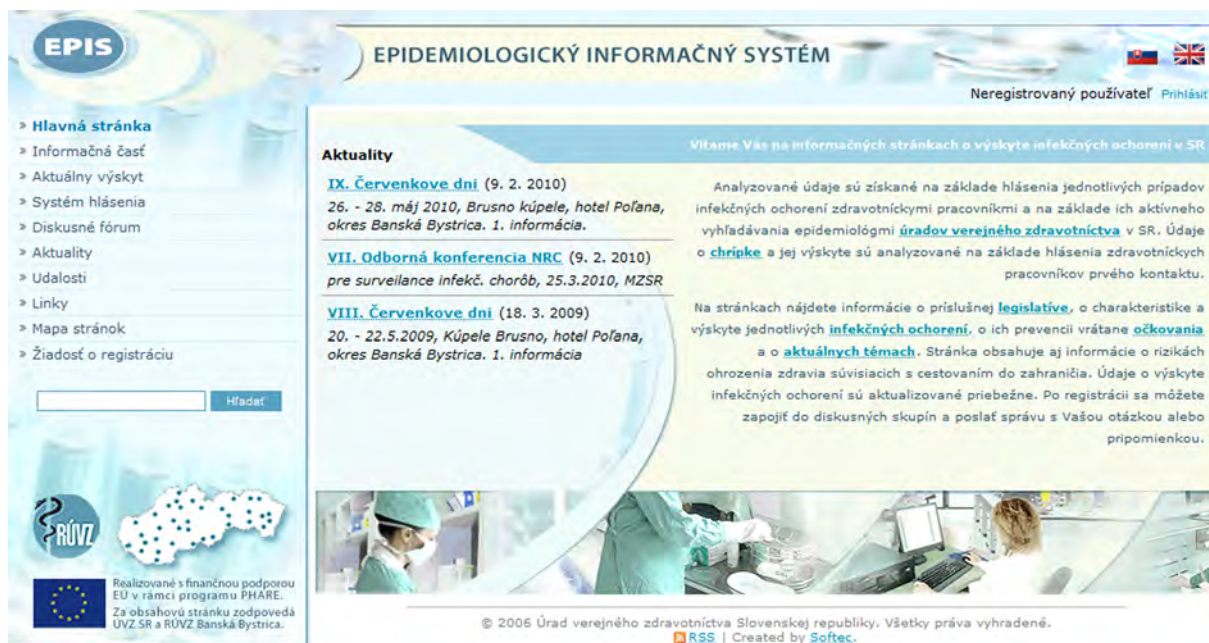 EPIS
EPIDEMIOLOGICKÝ INFORMAČNÝ SYSTÉM
Neregistrovaný používateľ Prihlásiť
» Hlavná stránka
» Informačná časť
» Aktuálny výskyt
» Systém hlásenia
» Diskusné fórum
» Aktuality
» Udalosti
» Linky
» Mapa stránok
» Žiadosť o registráciu
Hľadať
RÚVZ
Realizované s finančnou podporou
EÚ v rámci programu PHARE.
Za obsahovú stránku zodpovedá
ÚVZ SR a RÚVZ Banská Bystrica.
Aktuality
IX. Červenkove dni (9. 2. 2010)
26. - 28. máj 2010, Brusno kúpele, hotel Poľana,
okres Banská Bystrica. 1. informácia.
VII. Odborná konferencia NRC (9. 2. 2010)
pre surveilance infekč. chorôb, 25.3.2010, MZSR
VIII. Červenkove dni (18. 3. 2009)
20. - 22.5.2009, Kúpele Brusno, hotel Poľana,
okres Banská Bystrica. 1. informácia
Vítame Vás na informačných stránkach o výskyte infekčných ochorení v SR
Analyzované údaje sú získané na základe hlásenia jednotlivých prípadov
infekčných ochorení zdravotníckymi pracovníkmi a na základe ich aktívneho
vyhľadávania epidemiológmi úradov verejného zdravotníctva v SR. Údaje
o chrípke a jej výskyte sú analyzované na základe hlásenia zdravotníckych
pracovníkov prvého kontaktu.
Na stránkach nájdete informácie o príslušnej legislatíve, o charakteristike a
výskyte jednotlivých infekčných ochorení, o ich prevencii vrátane očkovania
a o aktuálnych témach. Stránka obsahuje aj informácie o rizikách
ohrozenia zdravia súvisiacich s cestovaním do zahraničia. Údaje o výskyte
infekčných ochorení sú aktualizované priebežne. Po registrácii sa môžete
zapojiť do diskusných skupín a poslať správu s Vašou otázkou alebo
pripomienkou.
© 2006 Úrad verejného zdravotníctva Slovenskej republiky. Všetky práva vyhradené.
RSS | Created by Softec.